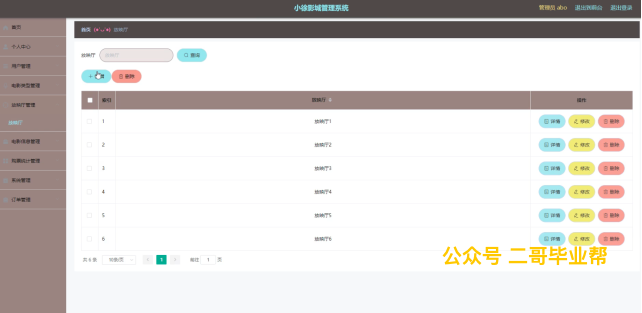 小徐影城管理系统
管理员 abo 退出到前台 退出登录
首页
首页 (●'◡'●) 放映厅
个人中心
用户管理
放映厅 放映厅 查询
电影类型管理
新增 删除
放映厅管理
索引 放映厅 操作
放映厅
1 放映厅1 详情 修改 删除
电影信息管理
2 放映厅2 详情 修改 删除
系统管理
3 放映厅3 详情 修改 删除
订单管理
4 放映厅4 详情 修改 删除
5 放映厅5 详情 修改 删除
6 放映厅6 详情 修改 删除
共 6 条 10条/页 1 前往 1 页
公众号 二哥毕业帮